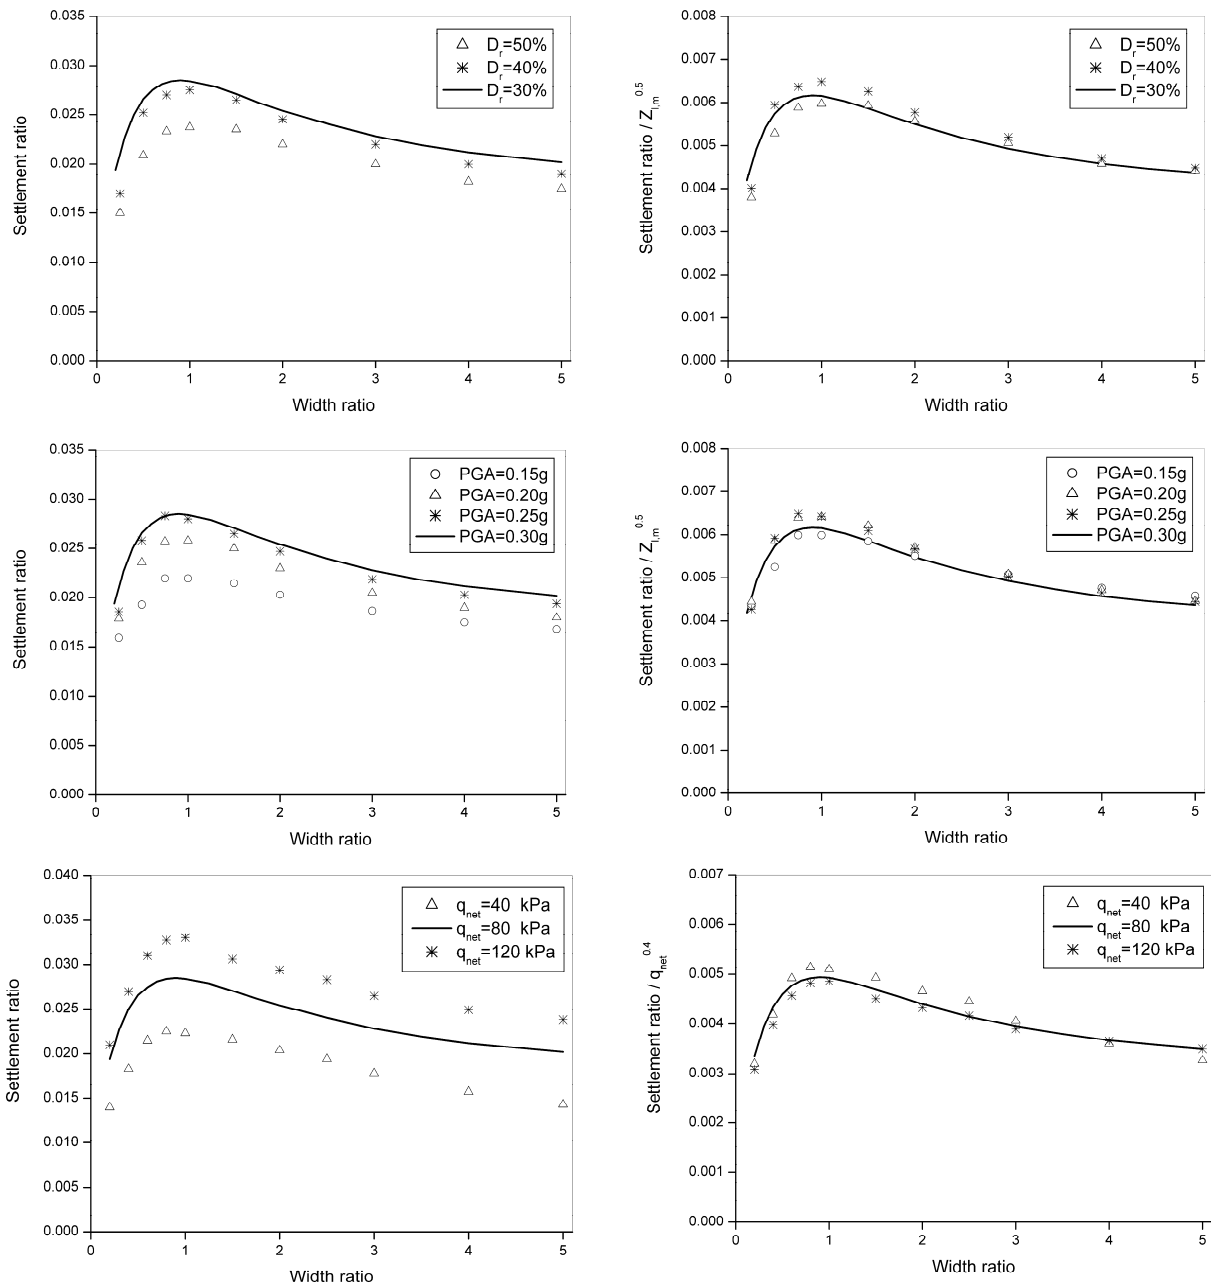 0.035
0.030
0.025
0.020
0.015
0.010
0.005
0.000
Settlement ratio
Dr=50%
Dr=40%
Dr=30%
0 1 2 3 4 5
Width ratio
0.008
0.007
0.006
0.005
0.004
0.003
0.002
0.001
0.000
Settlement ratio / Zl,m^0.5
Dr=50%
Dr=40%
Dr=30%
0 1 2 3 4 5
Width ratio
0.035
0.030
0.025
0.020
0.015
0.010
0.005
0.000
Settlement ratio
PGA=0.15g
PGA=0.20g
PGA=0.25g
PGA=0.30g
0 1 2 3 4 5
Width ratio
0.008
0.007
0.006
0.005
0.004
0.003
0.002
0.001
0.000
Settlement ratio / Zl,m^0.5
PGA=0.15g
PGA=0.20g
PGA=0.25g
PGA=0.30g
0 1 2 3 4 5
Width ratio
0.040
0.035
0.030
0.025
0.020
0.015
0.010
0.005
0.000
Settlement ratio
qnet=40 kPa
qnet=80 kPa
qnet=120 kPa
0 1 2 3 4 5
Width ratio
0.007
0.006
0.005
0.004
0.003
0.002
0.001
0.000
Settlement ratio / qnet^0.4
qnet=40 kPa
qnet=80 kPa
qnet=120 kPa
0 1 2 3 4 5
Width ratio